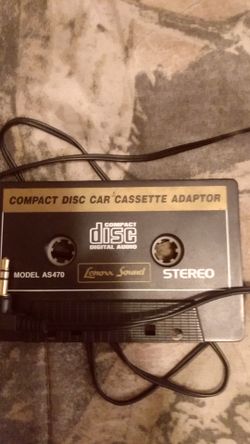 COMPACT DISC CAR CASSETTE ADAPTOR
COMPACT
disc
DIGITAL AUDIO
MODEL AS470
Lenoxx Sound
STEREO